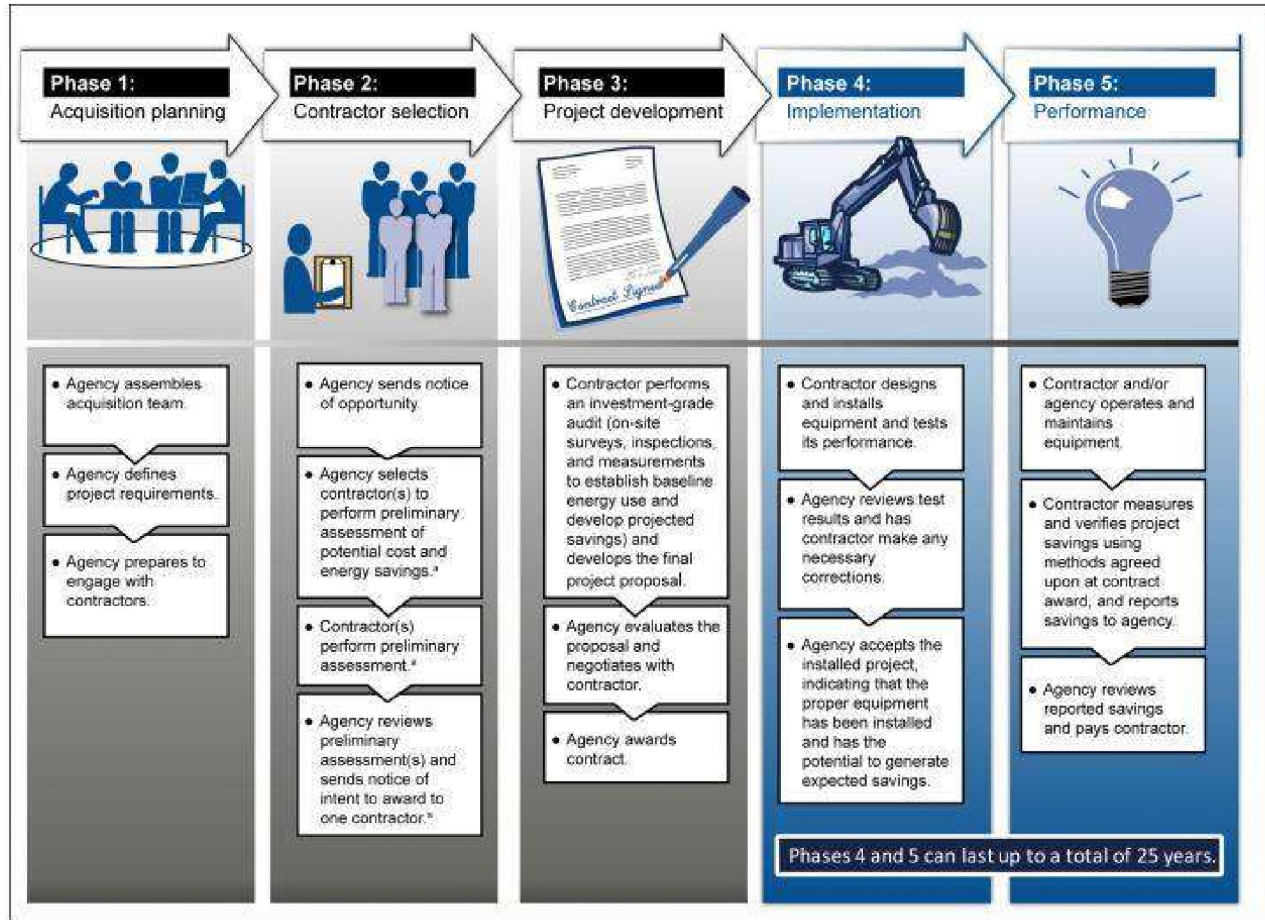 Phase 1:
Acquisition planning
Phase 2:
Contractor selection
Phase 3:
Project development
Phase 4:
Implementation
Phase 5:
Performance
Contract Signed
• Agency assembles
acquisition team.
• Agency defines
project requirements.
• Agency prepares to
engage with
contractors.
• Agency sends notice
of opportunity.
• Agency selects
contractor(s) to
perform preliminary
assessment of
potential cost and
energy savings.ª
• Contractor(s)
perform preliminary
assessment.ª
• Agency reviews
preliminary
assessment(s) and
sends notice of
intent to award to
one contractor.ª
• Contractor performs
an investment-grade
audit (on-site
surveys, inspections,
and measurements
to establish baseline
energy use and
develop projected
savings) and
develops the final
project proposal.
• Agency evaluates the
proposal and
negotiates with
contractor.
• Agency awards
contract.
• Contractor designs
and installs
equipment and tests
its performance.
• Agency reviews test
results and has
contractor make any
necessary
corrections.
• Agency accepts the
installed project,
indicating that the
proper equipment
has been installed
and has the
potential to generate
expected savings.
• Contractor and/or
agency operates and
maintains
equipment.
• Contractor measures
and verifies project
savings using
methods agreed
upon at contract
award, and reports
savings to agency.
• Agency reviews
reported savings
and pays contractor.
Phases 4 and 5 can last up to a total of 25 years.